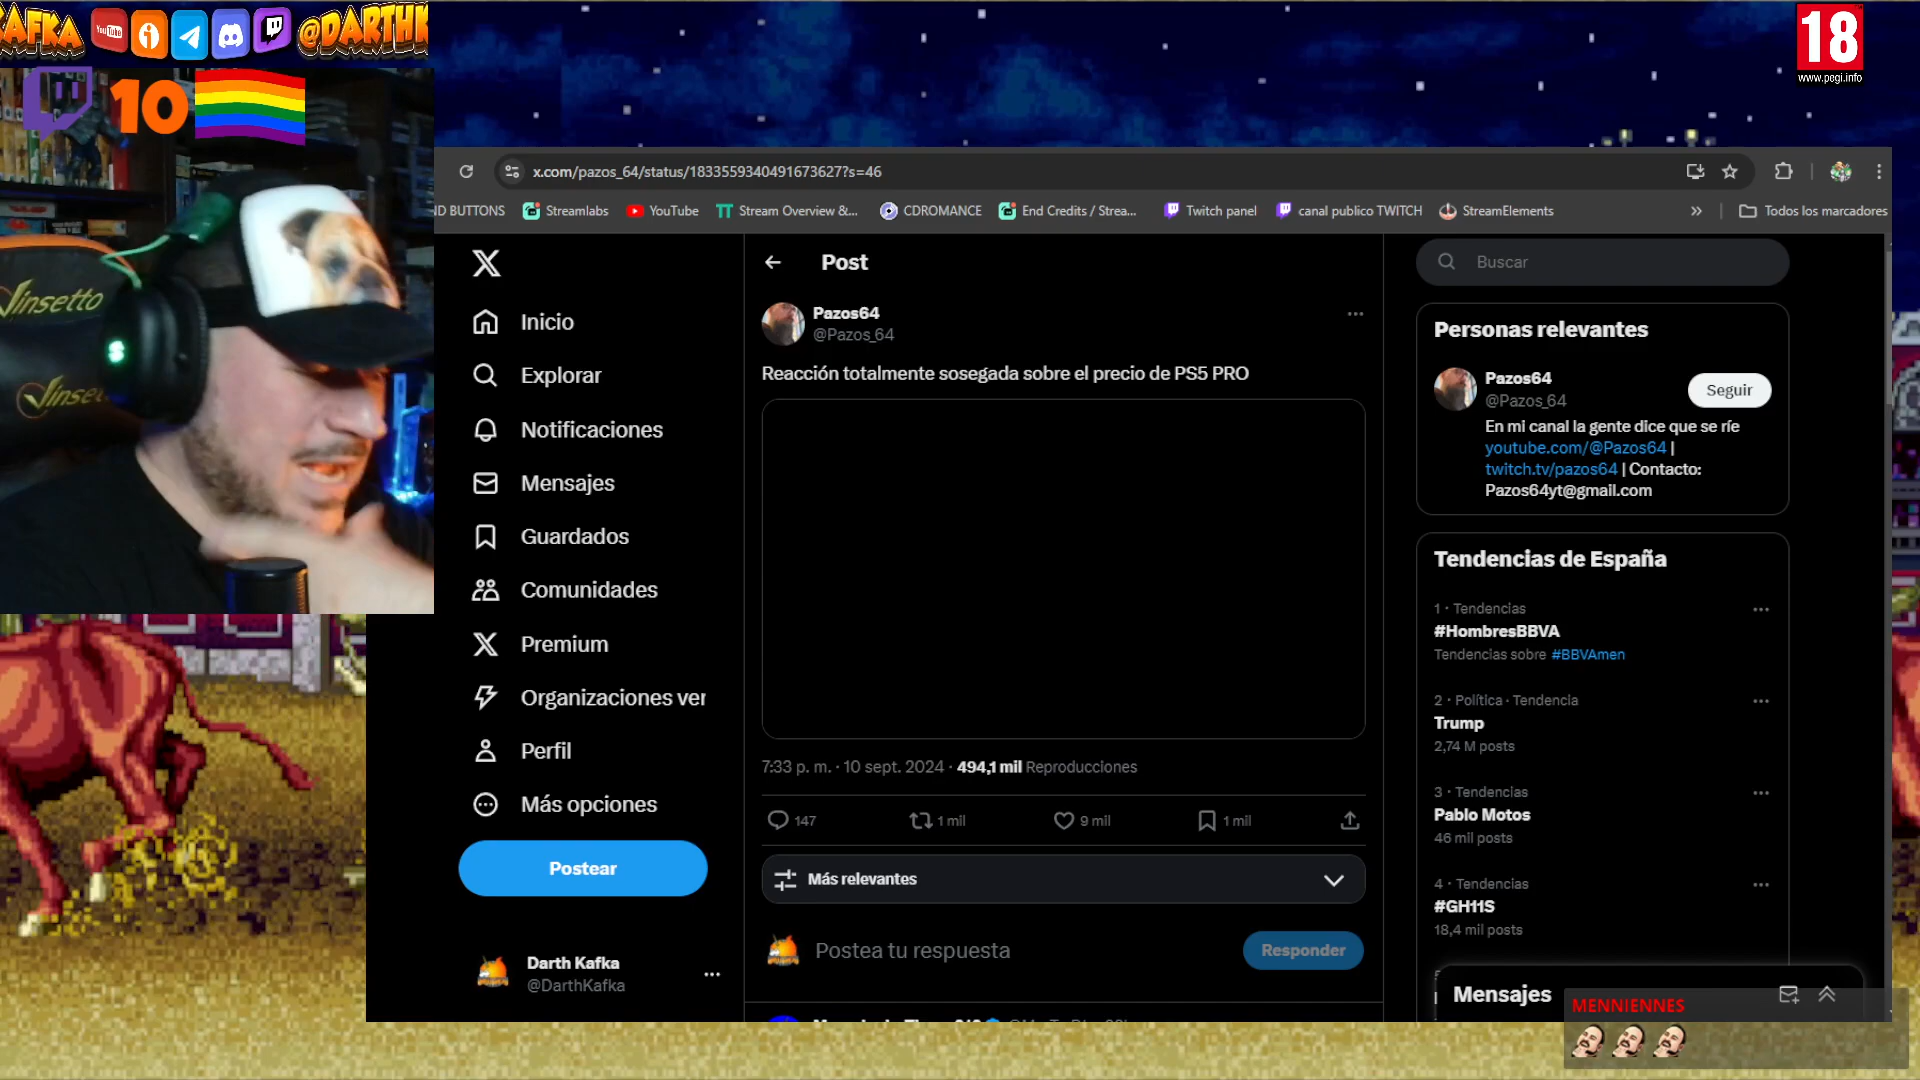 AFKA
YouTube
@DARTHK
18
www.pegi.info
10
Vinsetto
Vinsetto
x.com/pazos_64/status/1833559340491673627?s=46
ND BUTTONS
Streamlabs
YouTube
Stream Overview &...
CDROMANCE
End Credits / Strea...
Twitch panel
canal publico TWITCH
StreamElements
»
Todos los marcadores
Inicio
Explorar
Notificaciones
Mensajes
Guardados
Comunidades
Premium
Organizaciones ver
Perfil
Más opciones
Postear
Darth Kafka
@DarthKafka
Post
Pazos64
@Pazos_64
Reacción totalmente sosegada sobre el precio de PS5 PRO
7:33 p. m. · 10 sept. 2024 · 494,1 mil Reproducciones
147
1 mil
9 mil
1 mil
Más relevantes
Postea tu respuesta
Responder
Buscar
Personas relevantes
Pazos64
@Pazos_64
Seguir
En mi canal la gente dice que se ríe
youtube.com/@Pazos64 |
twitch.tv/pazos64 | Contacto:
Pazos64yt@gmail.com
Tendencias de España
1 · Tendencias
#HombresBBVA
Tendencias sobre #BBVAmen
2 · Política · Tendencia
Trump
2,74 M posts
3 · Tendencias
Pablo Motos
46 mil posts
4 · Tendencias
#GH11S
18,4 mil posts
Mensajes
MENNIENNES